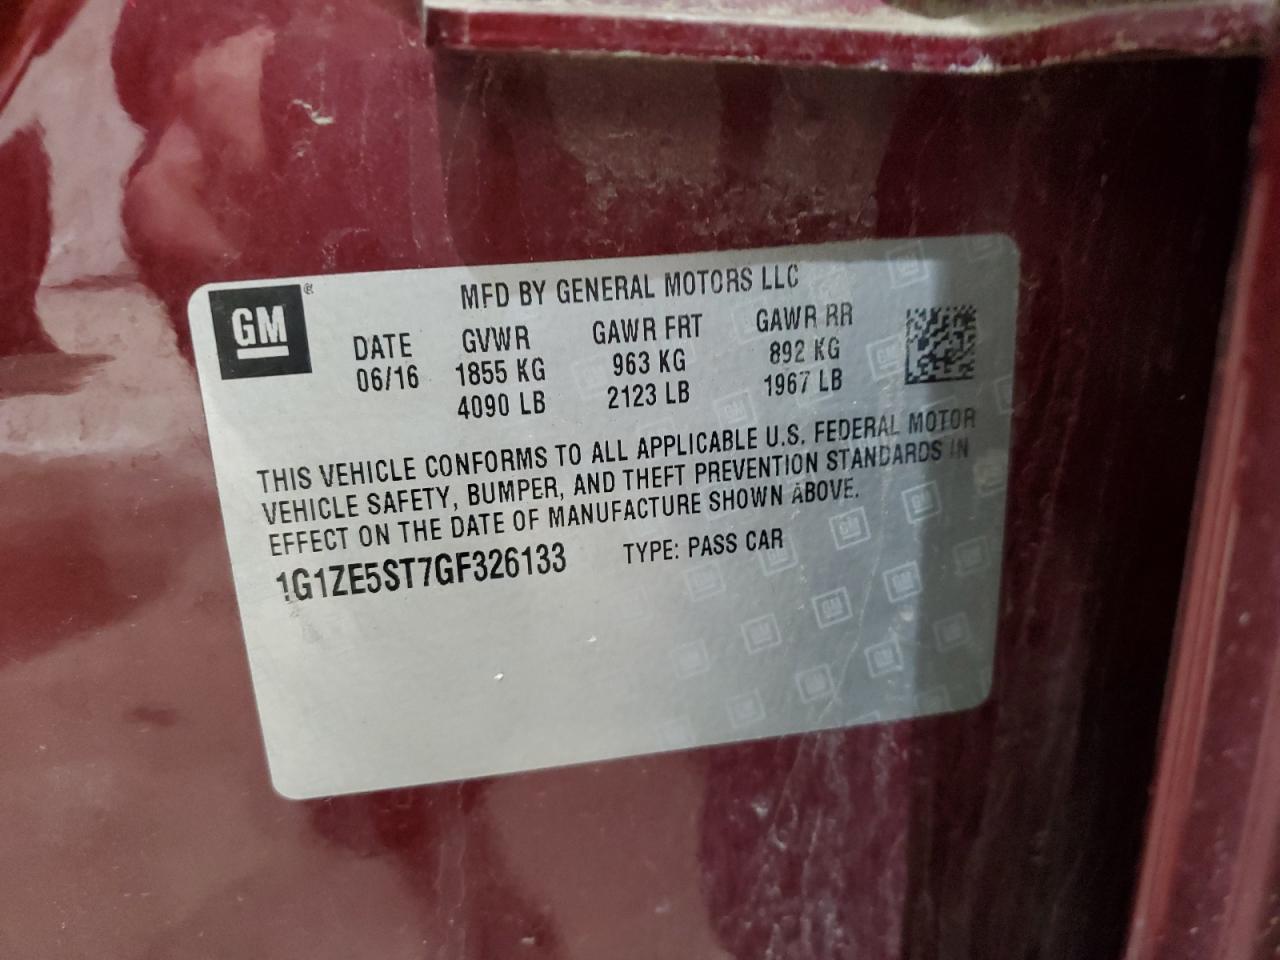 GM ®
MFD BY GENERAL MOTORS LLC
DATE GVWR GAWR FRT GAWR RR
06/16 1855 KG 963 KG 892 KG
4090 LB 2123 LB 1967 LB
THIS VEHICLE CONFORMS TO ALL APPLICABLE U.S. FEDERAL MOTOR
VEHICLE SAFETY, BUMPER, AND THEFT PREVENTION STANDARDS IN
EFFECT ON THE DATE OF MANUFACTURE SHOWN ABOVE.
1G1ZE5ST7GF326133 TYPE: PASS CAR